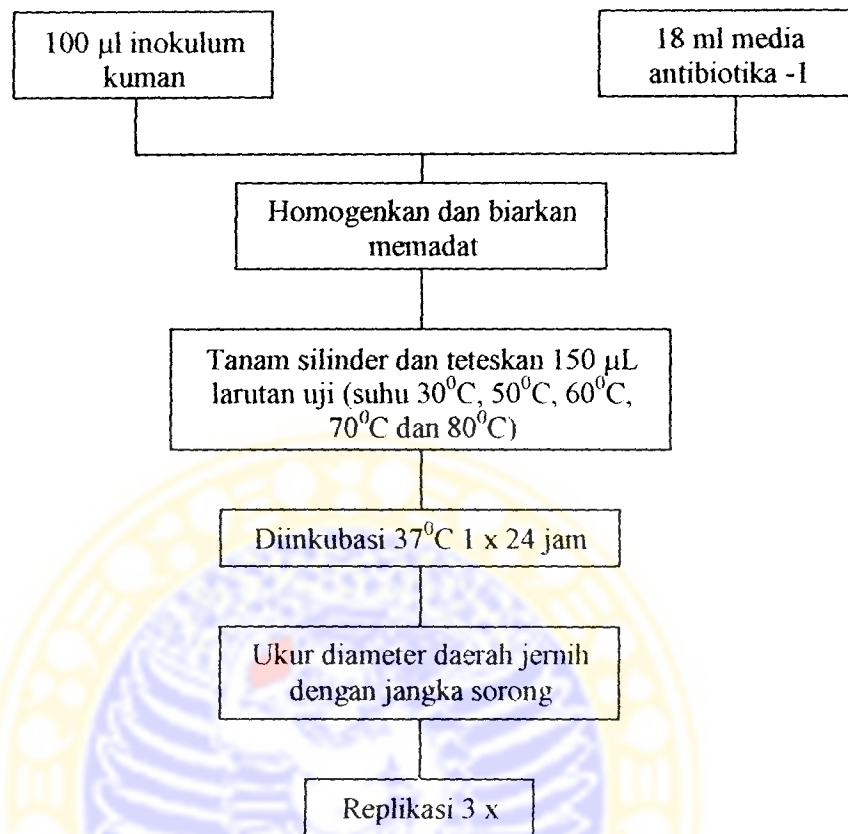 100 µl inokulum
kuman
18 ml media
antibiotika -1
Homogenkan dan biarkan
memadat
Tanam silinder dan teteskan 150 µL
larutan uji (suhu 30⁰C, 50⁰C, 60⁰C,
70⁰C dan 80⁰C)
Diinkubasi 37⁰C 1 x 24 jam
Ukur diameter daerah jernih
dengan jangka sorong
Replikasi 3 x